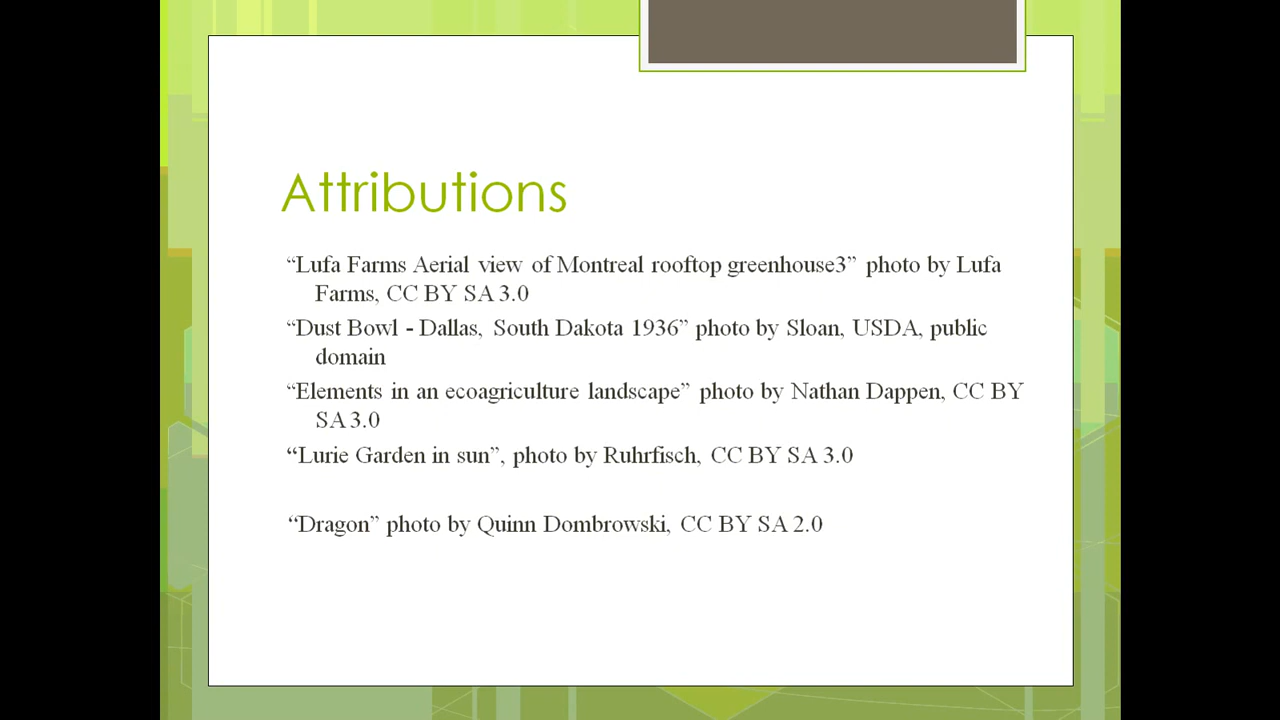 Attributions
“Lufa Farms Aerial view of Montreal rooftop greenhouse3” photo by Lufa
Farms, CC BY SA 3.0
“Dust Bowl - Dallas, South Dakota 1936” photo by Sloan, USDA, public
domain
“Elements in an ecoagriculture landscape” photo by Nathan Dappen, CC BY
SA 3.0
“Lurie Garden in sun”, photo by Ruhrfisch, CC BY SA 3.0
“Dragon” photo by Quinn Dombrowski, CC BY SA 2.0